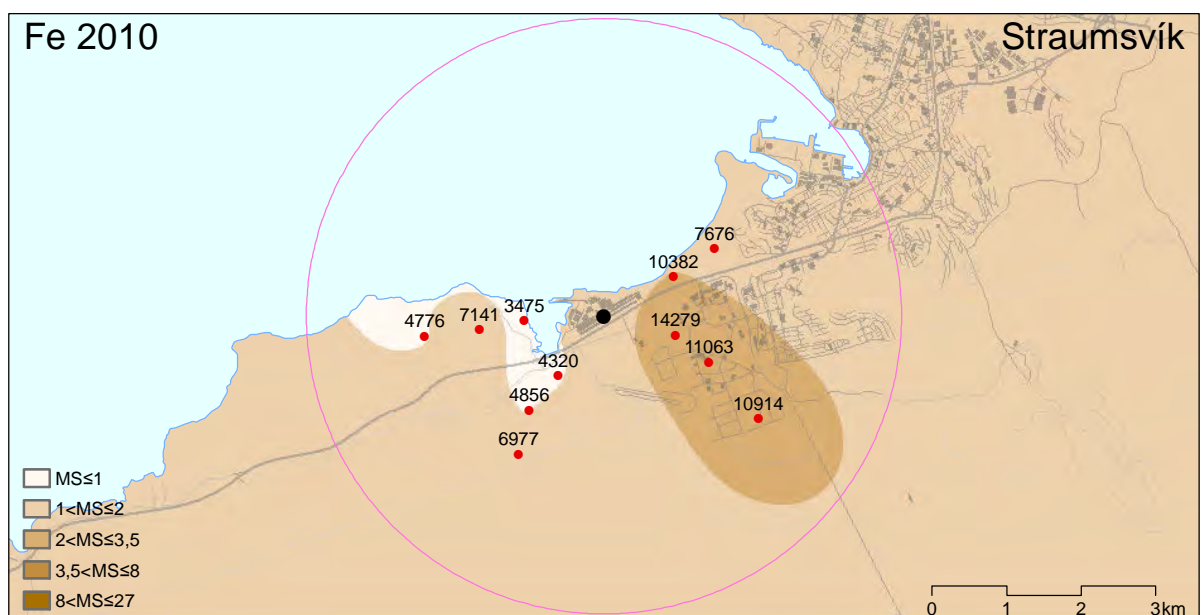 Fe 2010
Straumsvík
7676
10382
3475
7141
4776
14279
11063
4320
4856
10914
6977
MS≤1
1<MS≤2
2<MS≤3,5
3,5<MS≤8
8<MS≤27
0 1 2 3km